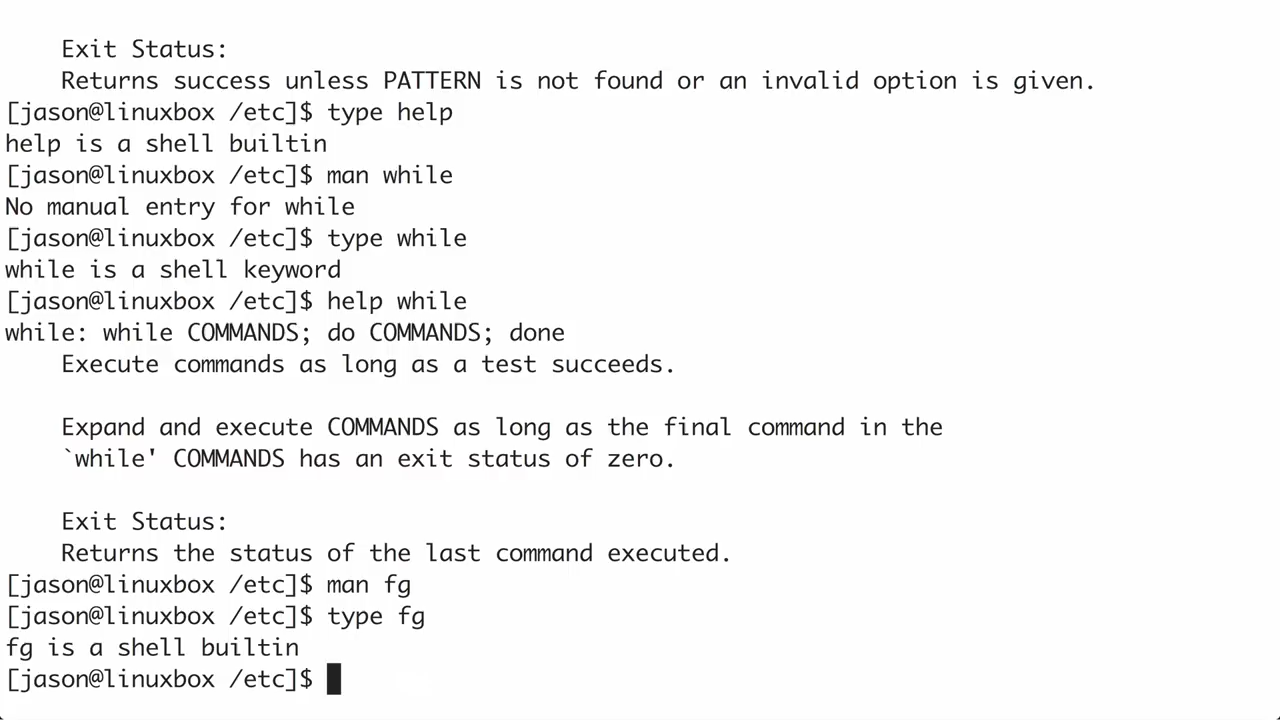 Exit Status:
    Returns success unless PATTERN is not found or an invalid option is given.
[jason@linuxbox /etc]$ type help
help is a shell builtin
[jason@linuxbox /etc]$ man while
No manual entry for while
[jason@linuxbox /etc]$ type while
while is a shell keyword
[jason@linuxbox /etc]$ help while
while: while COMMANDS; do COMMANDS; done
    Execute commands as long as a test succeeds.

    Expand and execute COMMANDS as long as the final command in the
    `while' COMMANDS has an exit status of zero.

    Exit Status:
    Returns the status of the last command executed.
[jason@linuxbox /etc]$ man fg
[jason@linuxbox /etc]$ type fg
fg is a shell builtin
[jason@linuxbox /etc]$